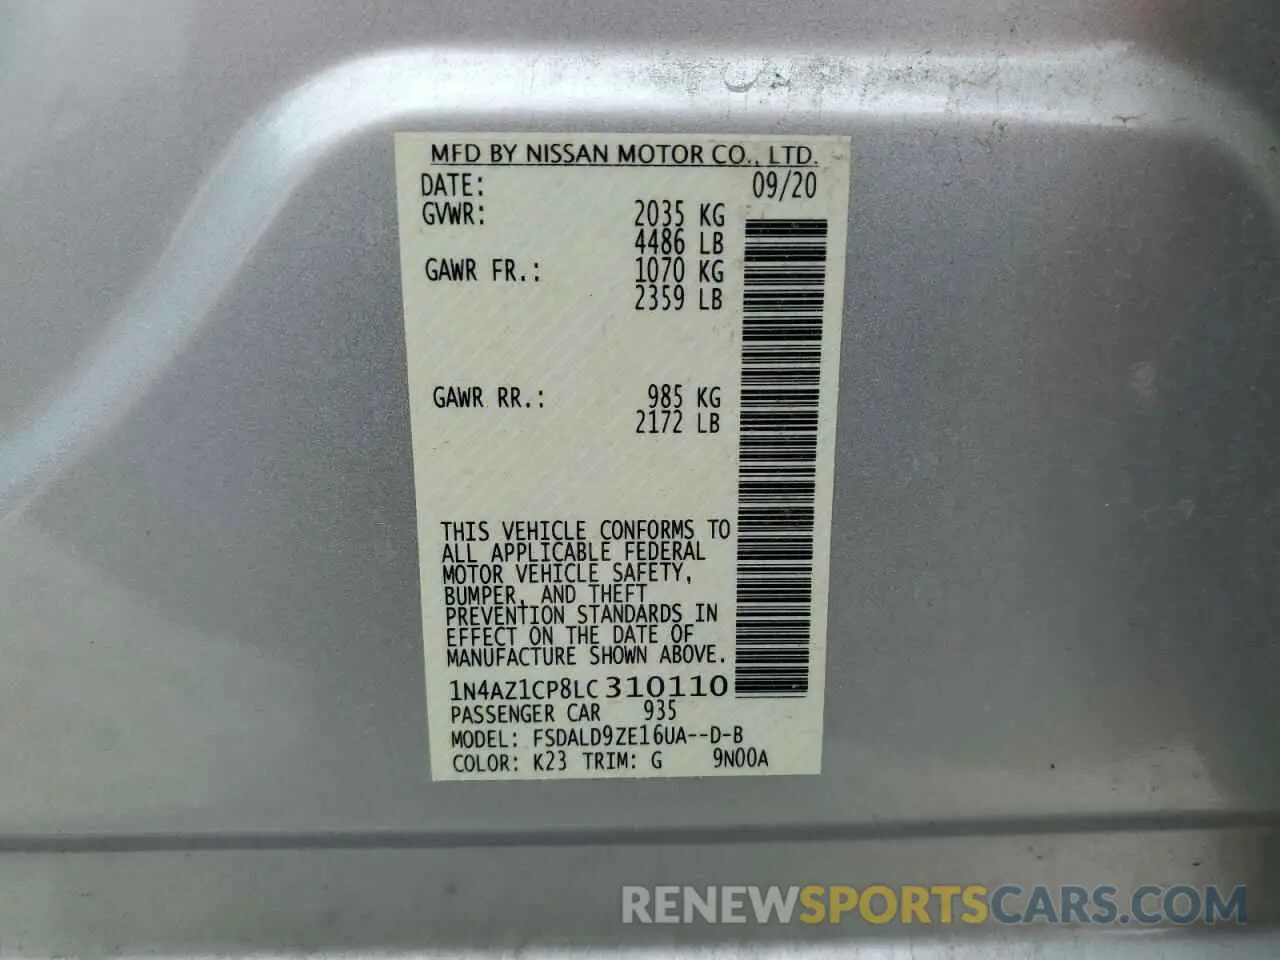 MFD BY NISSAN MOTOR CO., LTD.
DATE: 09/20
GVWR: 2035 KG
4486 LB
GAWR FR.: 1070 KG
2359 LB
GAWR RR.: 985 KG
2172 LB
THIS VEHICLE CONFORMS TO
ALL APPLICABLE FEDERAL
MOTOR VEHICLE SAFETY,
BUMPER, AND THEFT
PREVENTION STANDARDS IN
EFFECT ON THE DATE OF
MANUFACTURE SHOWN ABOVE.
1N4AZ1CP8LC310110
PASSENGER CAR 935
MODEL: FSDALD9ZE16UA--D-B
COLOR: K23 TRIM: G 9N00A
RENEWSPORTSCARS.COM